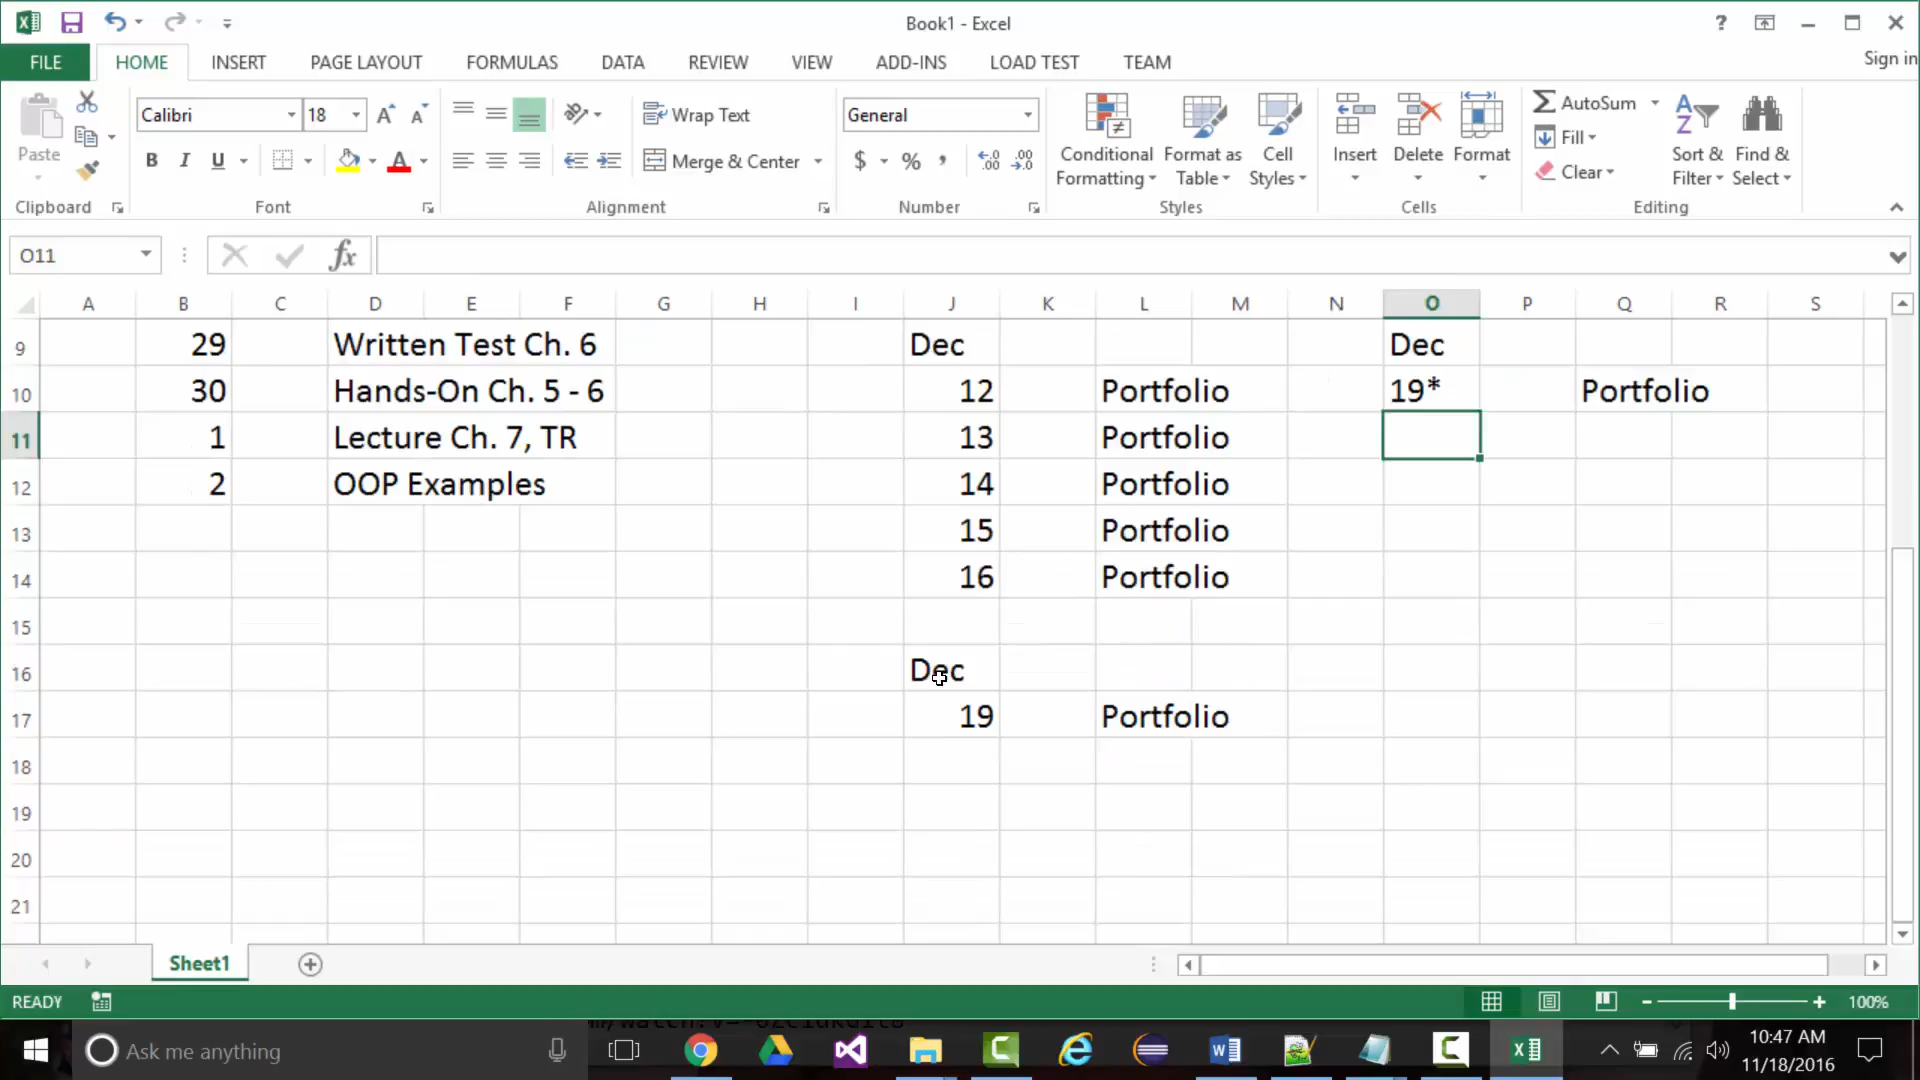 Book1 - Excel
?
Sign in
FILE HOME INSERT PAGE LAYOUT FORMULAS DATA REVIEW VIEW ADD-INS LOAD TEST TEAM
Paste
Clipboard
Calibri 18
B I U
Font
Wrap Text
Merge & Center
Alignment
General
$ % ,
Number
Conditional Formatting
Format as Table
Cell Styles
Styles
Insert
Delete
Format
Cells
AutoSum
Fill
Clear
Sort & Filter
Find & Select
Editing
O11
fx
A B C D E F G H I J K L M N O P Q R S
9 29 Written Test Ch. 6 Dec Dec
10 30 Hands-On Ch. 5 - 6 12 Portfolio 19* Portfolio
11 1 Lecture Ch. 7, TR 13 Portfolio
12 2 OOP Examples 14 Portfolio
13 15 Portfolio
14 16 Portfolio
15
16 Dec
17 19 Portfolio
18
19
20
21
Sheet1
READY
100%
Ask me anything
10:47 AM
11/18/2016